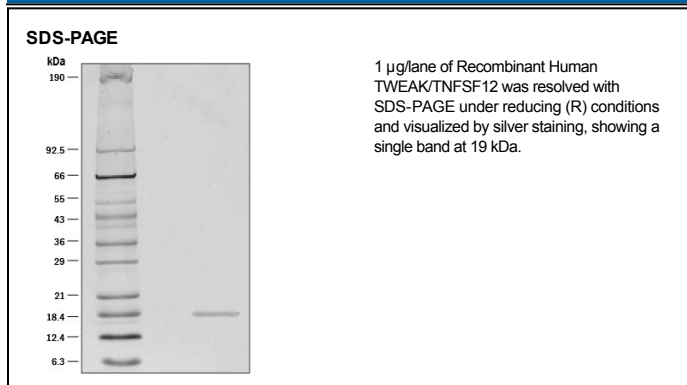 SDS-PAGE
kDa
190
92.5
66
55
43
36
29
21
18.4
12.4
6.3
1 µg/lane of Recombinant Human
TWEAK/TNFSF12 was resolved with
SDS-PAGE under reducing (R) conditions
and visualized by silver staining, showing a
single band at 19 kDa.